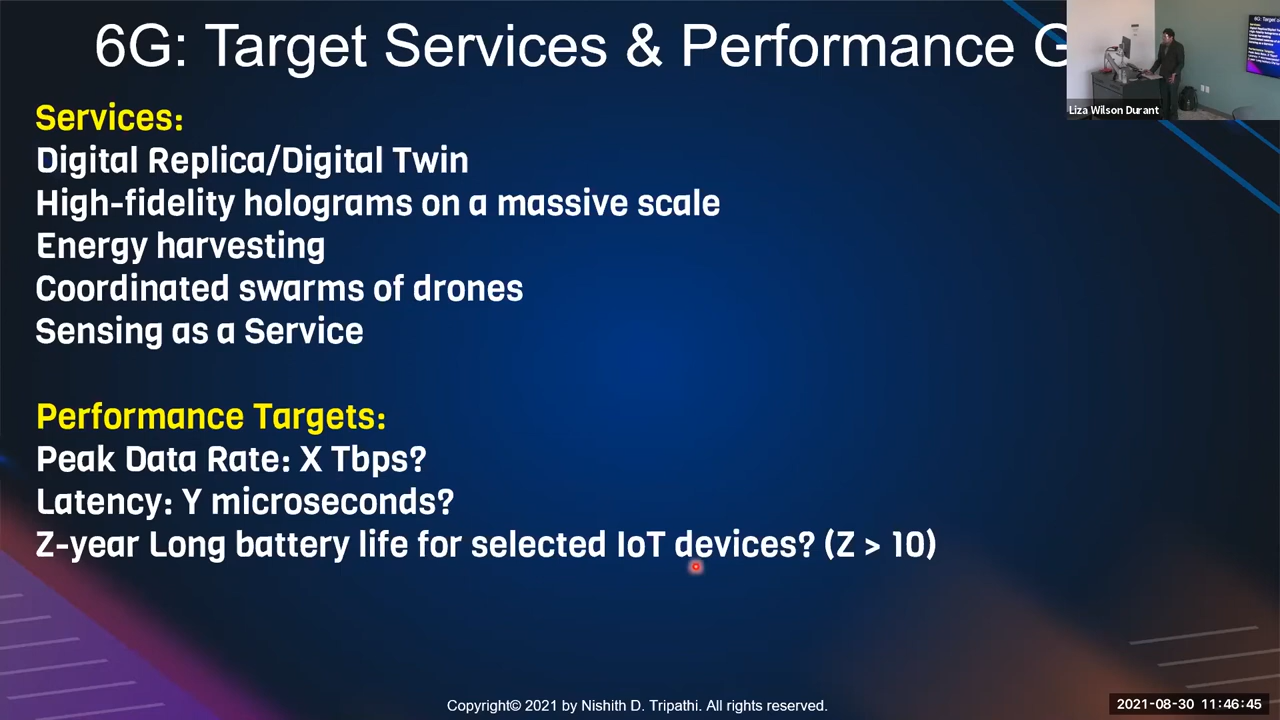 6G: Target Services & Performance G
Liza Wilson Durant
Services:
Digital Replica/Digital Twin
High-fidelity holograms on a massive scale
Energy harvesting
Coordinated swarms of drones
Sensing as a Service
Performance Targets:
Peak Data Rate: X Tbps?
Latency: Y microseconds?
Z-year Long battery life for selected IoT devices? (Z > 10)
Copyright© 2021 by Nishith D. Tripathi. All rights reserved.
2021-08-30 11:46:45